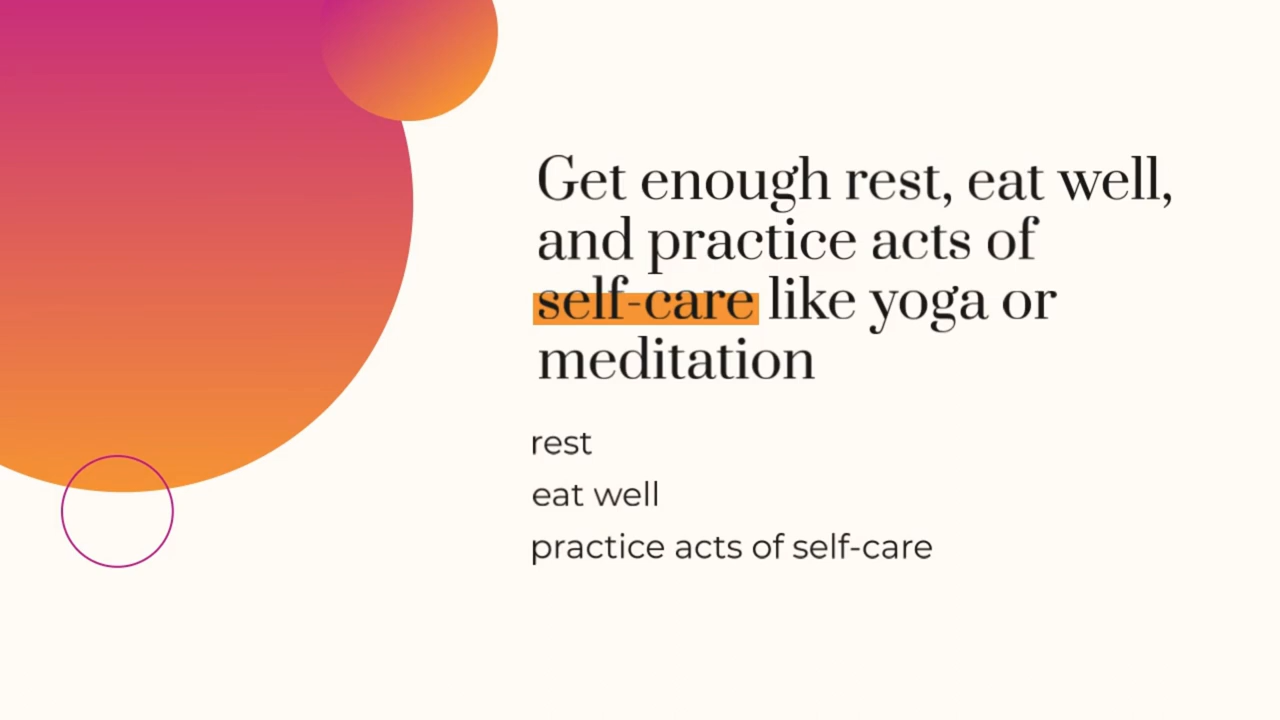 Get enough rest, eat well,
and practice acts of
self-care like yoga or
meditation
rest
eat well
practice acts of self-care